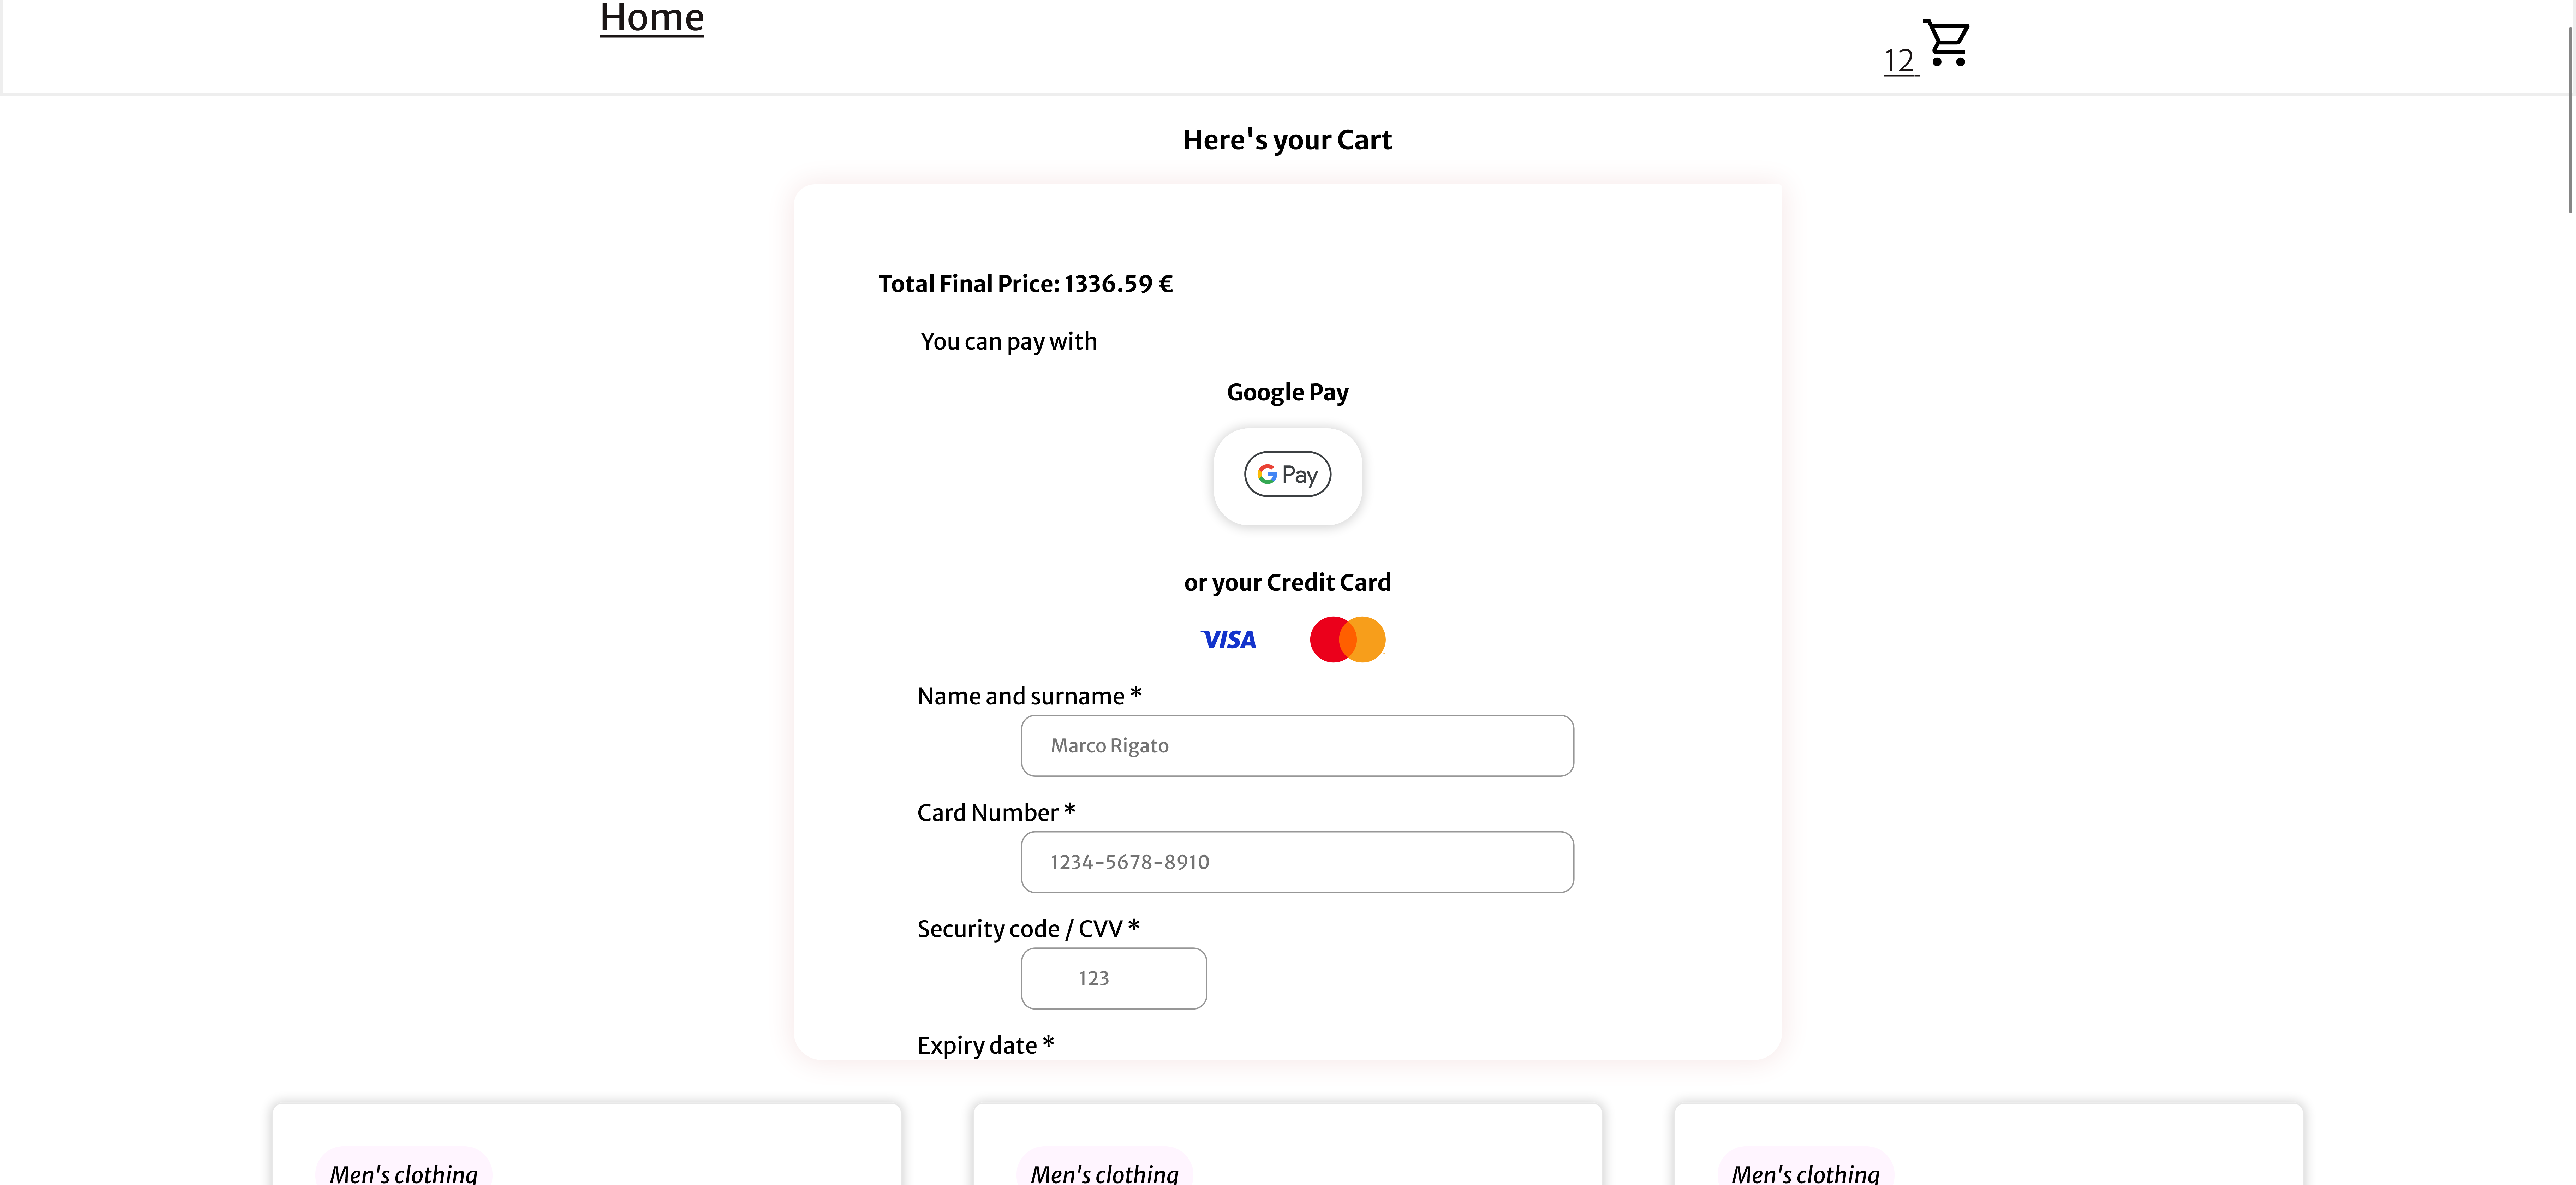 Home
12
Here's your Cart
Total Final Price: 1336.59 €
You can pay with
Google Pay
G Pay
or your Credit Card
VISA
Name and surname *
Marco Rigato
Card Number *
1234-5678-8910
Security code / CVV *
123
Expiry date *
Men's clothing
Men's clothing
Men's clothing